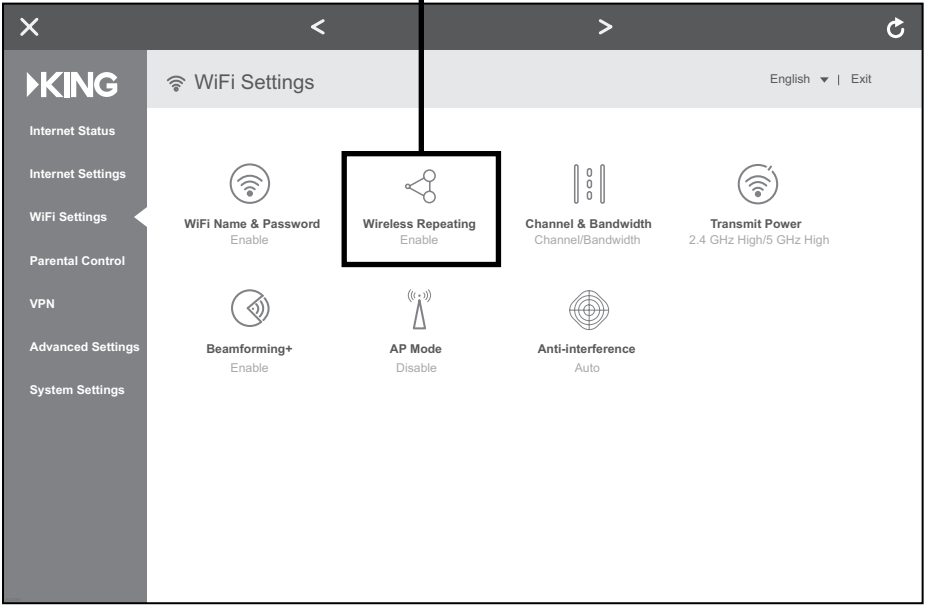 KING
WiFi Settings
English | Exit
Internet Status
Internet Settings
WiFi Settings
Parental Control
VPN
Advanced Settings
System Settings
WiFi Name & Password
Enable
Wireless Repeating
Enable
Channel & Bandwidth
Channel/Bandwidth
Transmit Power
2.4 GHz High/5 GHz High
Beamforming+
Enable
AP Mode
Disable
Anti-interference
Auto